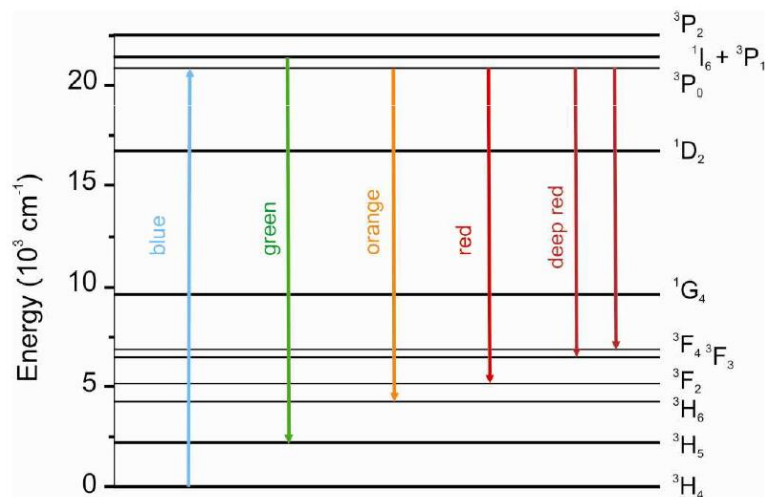 ³P₂
¹I₆ + ³P₁
³P₀
20
¹D₂
15
Energy (10³ cm⁻¹)
blue
green
orange
red
deep red
10
¹G₄
³F₄ ³F₃
5
³F₂
³H₆
³H₅
0
³H₄